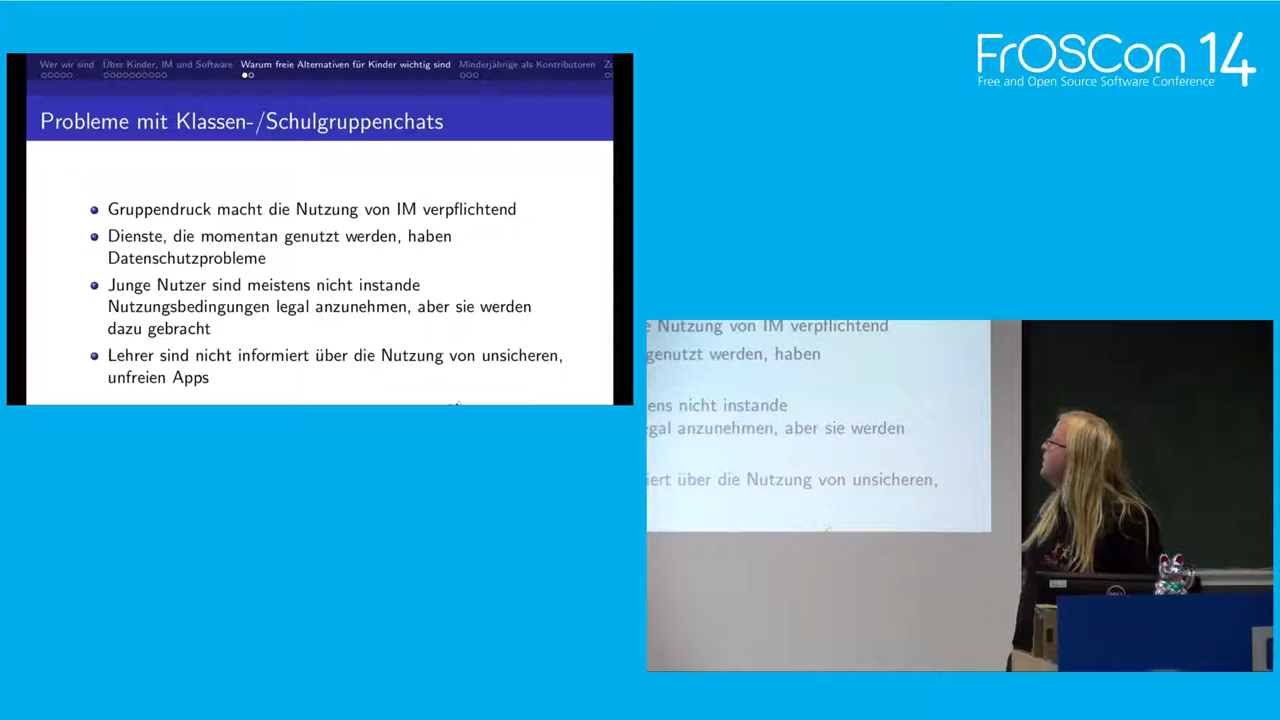 FrOSCon 14
Free and Open Source Software Conference
Wer wir sind Über Kinder, IM und Software Warum freie Alternativen für Kinder wichtig sind Minderjährige als Kontributoren Zu
Probleme mit Klassen-/Schulgruppenchats
Gruppendruck macht die Nutzung von IM verpflichtend
Dienste, die momentan genutzt werden, haben
Datenschutzprobleme
Junge Nutzer sind meistens nicht instande
Nutzungsbedingungen legal anzunehmen, aber sie werden
dazu gebracht
Lehrer sind nicht informiert über die Nutzung von unsicheren,
unfreien Apps
e Nutzung von IM verpflichtend
genutzt werden, haben
ens nicht instande
egal anzunehmen, aber sie werden
iert über die Nutzung von unsicheren,
DELL